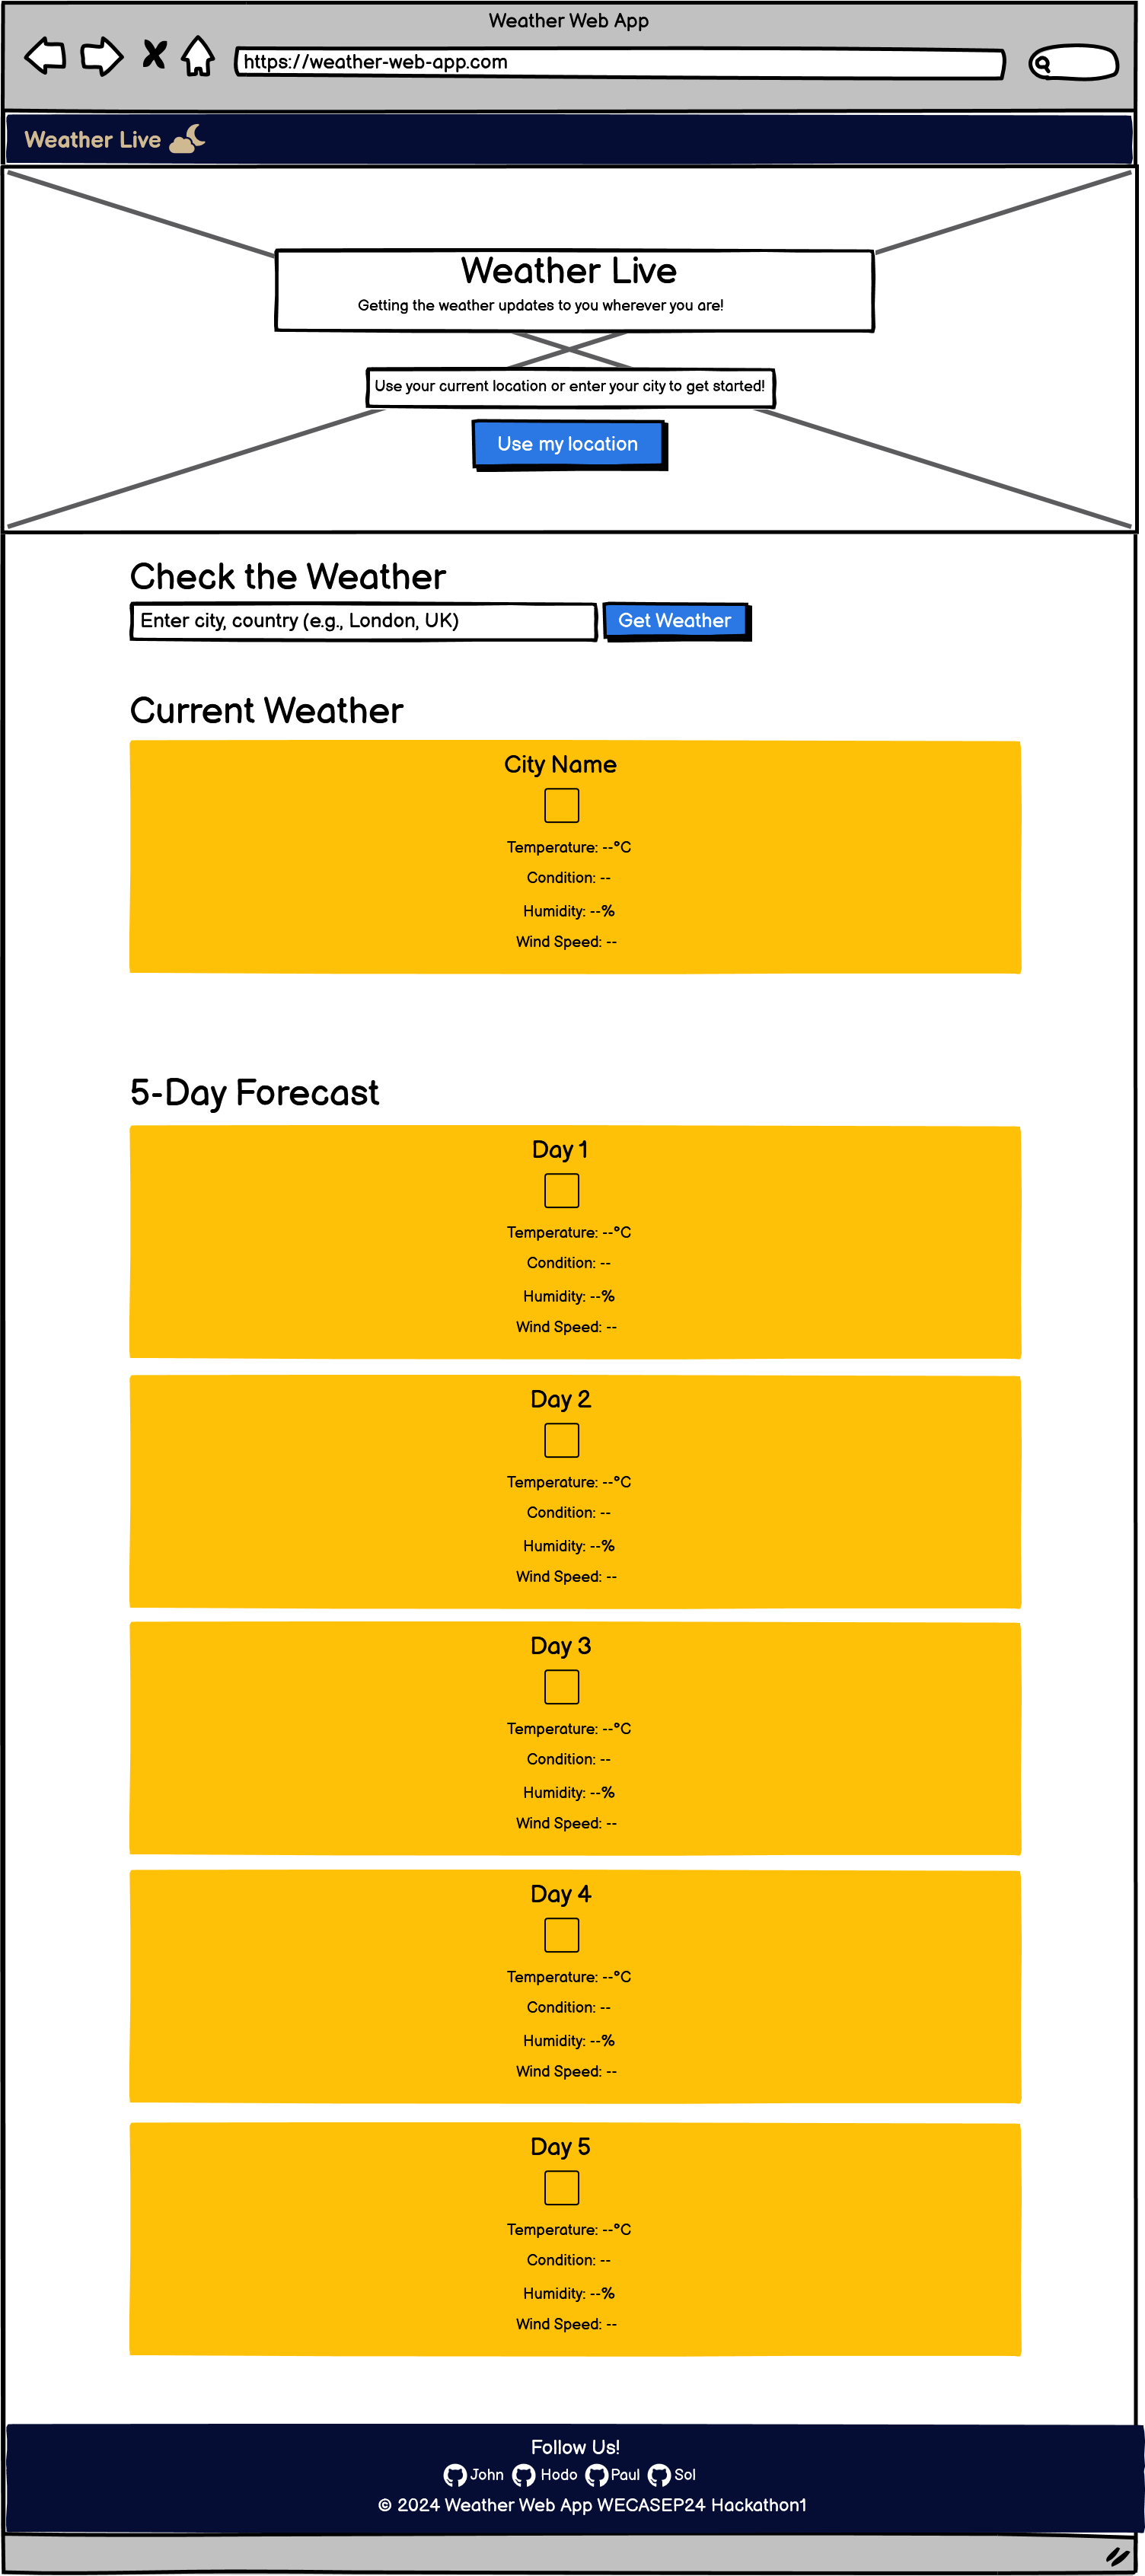 Weather Web App
https://weather-web-app.com
Weather Live
Weather Live
Getting the weather updates to you wherever you are!
Use your current location or enter your city to get started!
Use my location
Check the Weather
Enter city, country (e.g., London, UK)
Get Weather
Current Weather
City Name
Temperature: --°C
Condition: --
Humidity: --%
Wind Speed: --
5-Day Forecast
Day 1
Temperature: --°C
Condition: --
Humidity: --%
Wind Speed: --
Day 2
Temperature: --°C
Condition: --
Humidity: --%
Wind Speed: --
Day 3
Temperature: --°C
Condition: --
Humidity: --%
Wind Speed: --
Day 4
Temperature: --°C
Condition: --
Humidity: --%
Wind Speed: --
Day 5
Temperature: --°C
Condition: --
Humidity: --%
Wind Speed: --
Follow Us!
John Hodo Paul Sol
© 2024 Weather Web App WECASEP24 Hackathon1